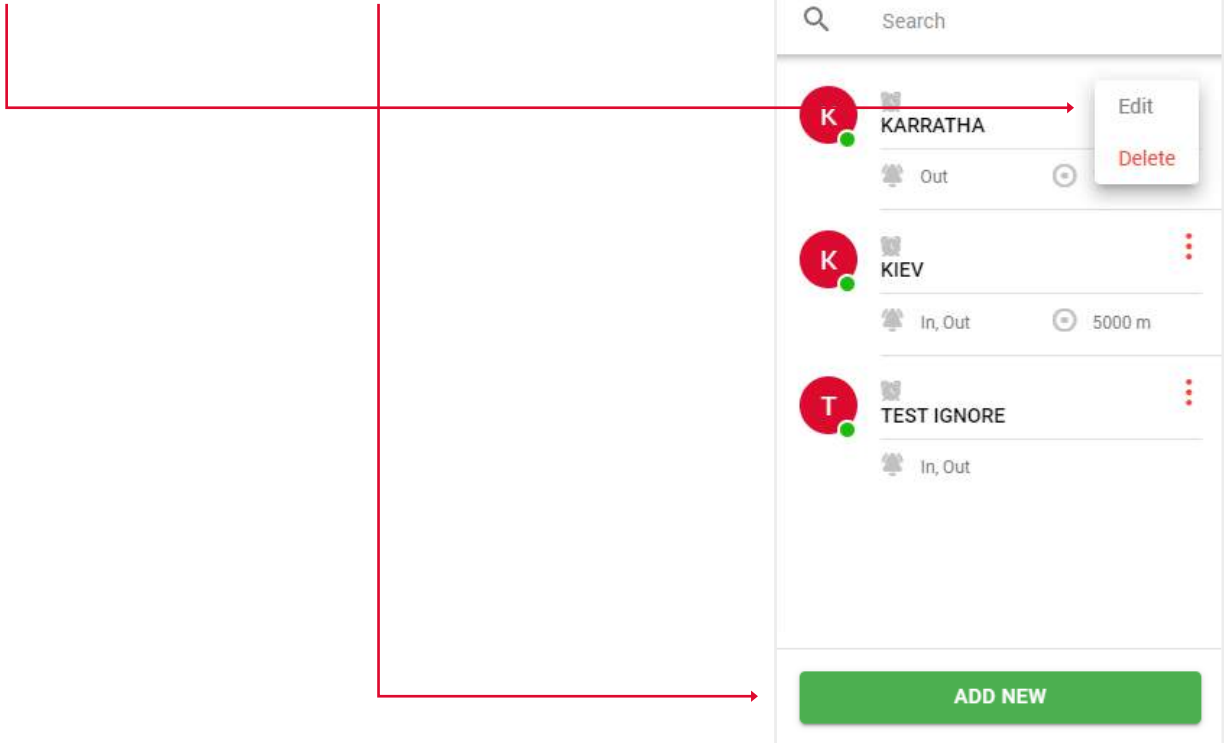 Search
K
KARRATHA
Edit
Delete
Out
K
KIEV
In, Out
5000 m
T
TEST IGNORE
In, Out
ADD NEW